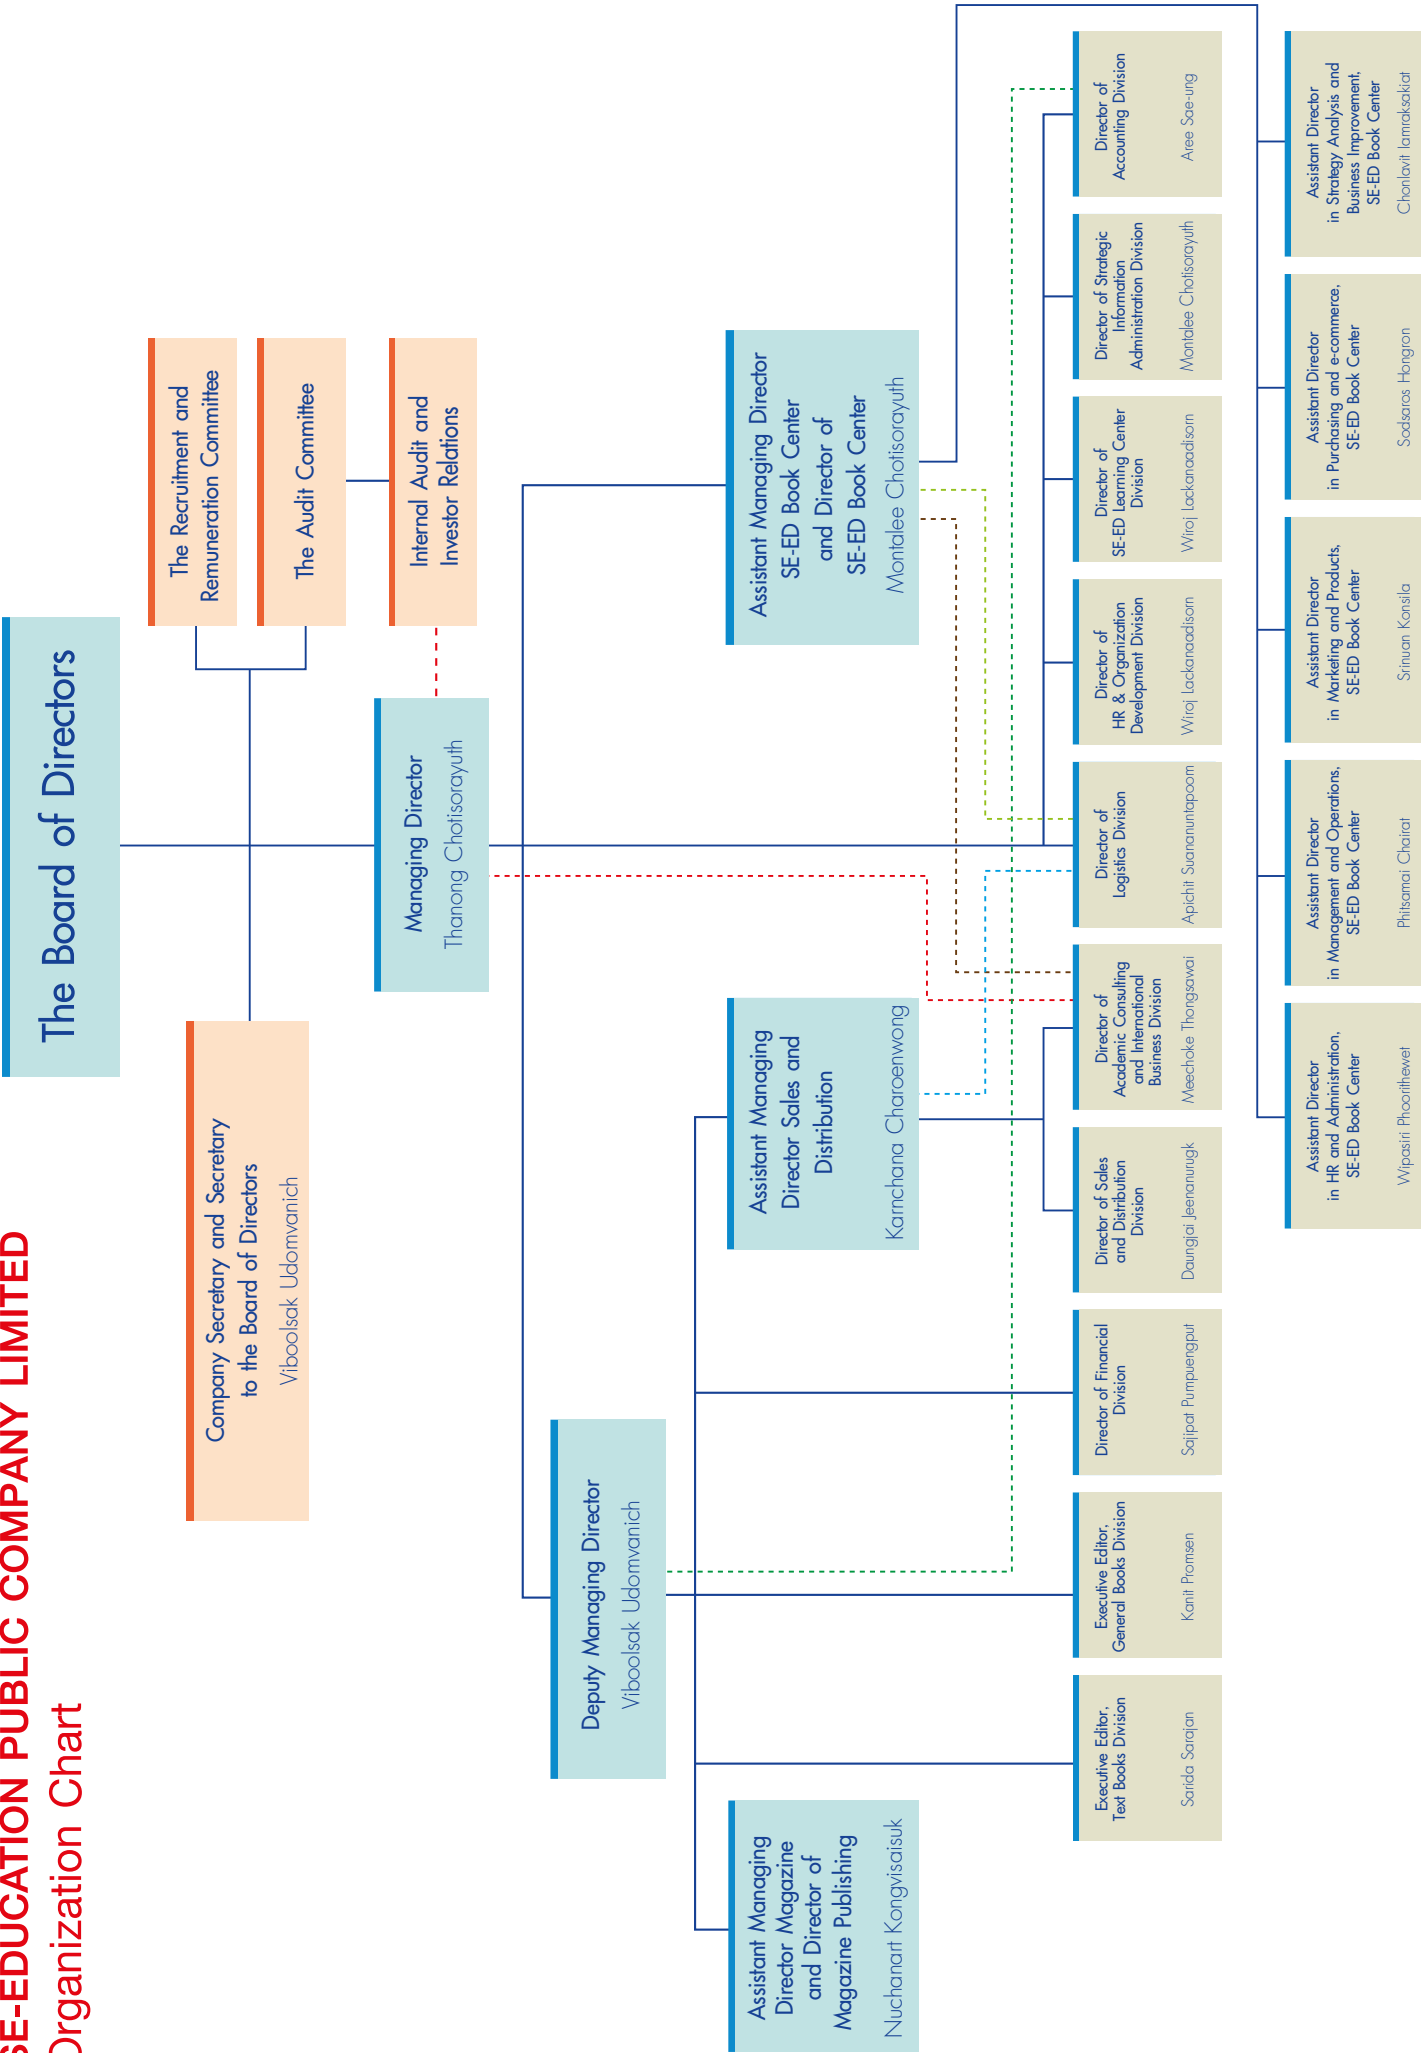 SE-EDUCATION PUBLIC COMPANY LIMITED
Organization Chart
The Board of Directors
Company Secretary and Secretary
to the Board of Directors
Viboolsak Udomvanich
The Recruitment and
Remuneration Committee
The Audit Committee
Internal Audit and
Investor Relations
Managing Director
Thanong Chotisorayuth
Deputy Managing Director
Viboolsak Udomvanich
Assistant Managing
Director Magazine
and Director of
Magazine Publishing
Nuchanart Kongvisaisuk
Assistant Managing
Director Sales and
Distribution
Karnchana Charoenwong
Assistant Managing Director
SE-ED Book Center
and Director of
SE-ED Book Center
Montalee Chotisorayuth
Executive Editor,
Text Books Division
Sarida Sarajan
Executive Editor,
General Books Division
Kanit Promsen
Director of Financial
Division
Sajipat Pumpuengput
Director of Sales
and Distribution
Division
Daungjai Jeenanurugk
Director of
Academic Consulting
and International
Business Division
Meechoke Thongsawai
Director of
Logistics Division
Apichit Suananuntapoom
Director of
HR & Organization
Development Division
Wiroj Lackanaadisorn
Director of
SE-ED Learning Center
Division
Wiroj Lackanaadisorn
Director of Strategic
Information
Administration Division
Montalee Chotisorayuth
Director of
Accounting Division
Aree Sae-ung
Assistant Director
in HR and Administration,
SE-ED Book Center
Wipasiri Phoorithewet
Assistant Director
in Management and Operations,
SE-ED Book Center
Phitsamai Chairat
Assistant Director
in Marketing and Products,
SE-ED Book Center
Srinuan Konsila
Assistant Director
in Purchasing and e-commerce,
SE-ED Book Center
Sodsaros Hongron
Assistant Director
in Strategy Analysis and
Business Improvement,
SE-ED Book Center
Chonlavit Iamraksakiat